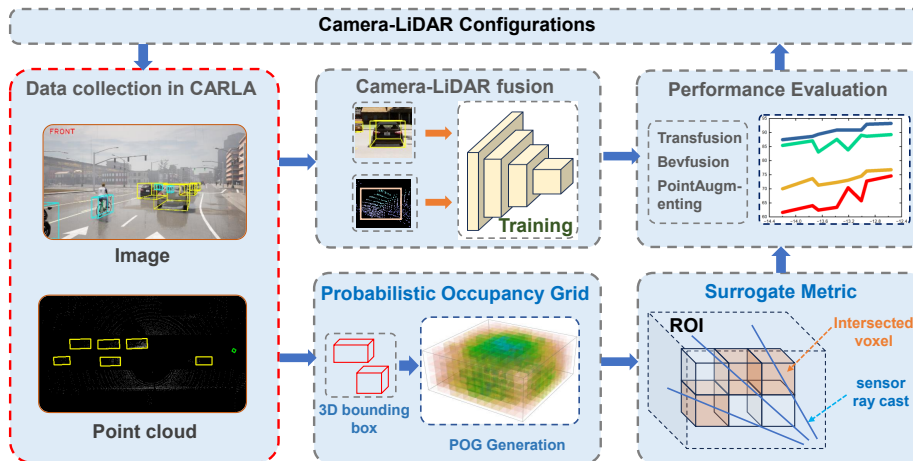 Camera-LiDAR Configurations
Data collection in CARLA
FRONT
Image
Point cloud
Camera-LiDAR fusion
Training
Performance Evaluation
Transfusion
Bevfusion
PointAugm-
enting
Probabilistic Occupancy Grid
3D bounding
box
POG Generation
Surrogate Metric
ROI
Intersected
voxel
sensor
ray cast